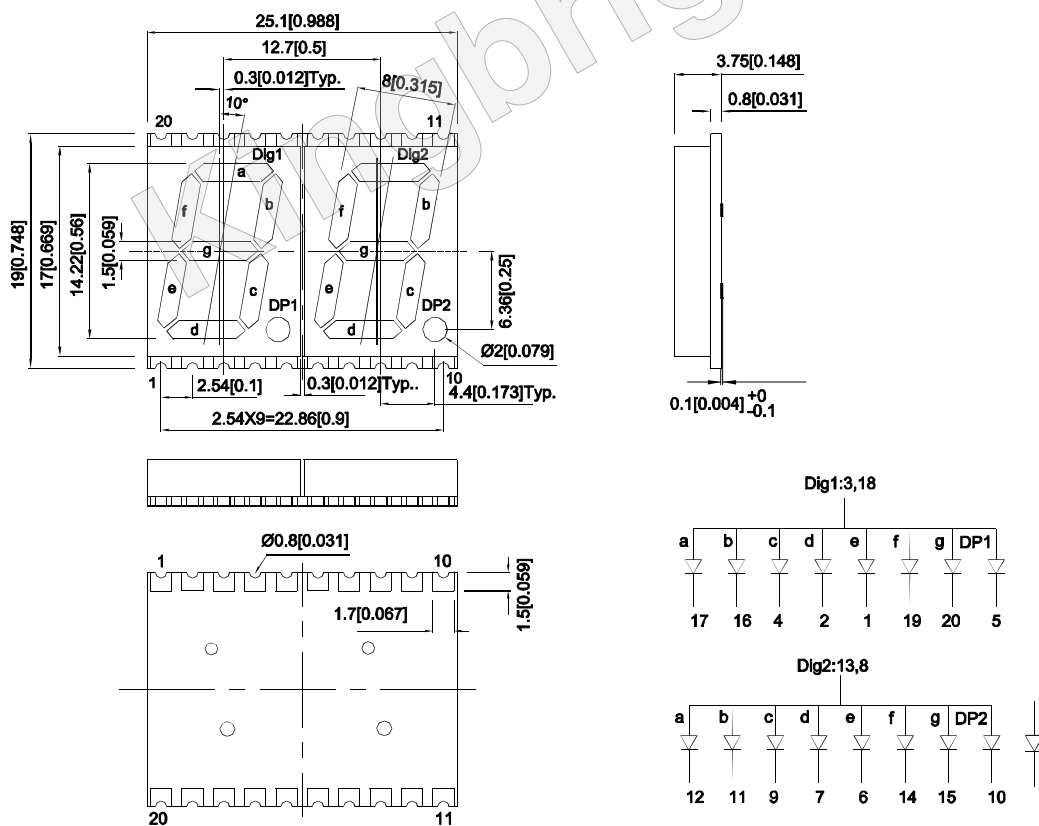 Kingbrig
25.1[0.988]
12.7[0.5]
0.3[0.012]Typ.
8[0.315]
10°
20
11
Dig1
Dig2
a
b
f
g
e
c
d
DP1
f
b
g
e
c
d
DP2
19[0.748]
17[0.669]
14.22[0.56]
1.5[0.059]
6.36[0.25]
Ø2[0.079]
1
10
2.54[0.1]
0.3[0.012]Typ..
4.4[0.173]Typ.
2.54X9=22.86[0.9]
3.75[0.148]
0.8[0.031]
0.1[0.004] +0 -0.1
Ø0.8[0.031]
1
10
1.7[0.067]
1.5[0.059]
20
11
Dig1:3,18
a b c d e f g DP1
17 16 4 2 1 19 20 5
Dig2:13,8
a b c d e f g DP2
12 11 9 7 6 14 15 10